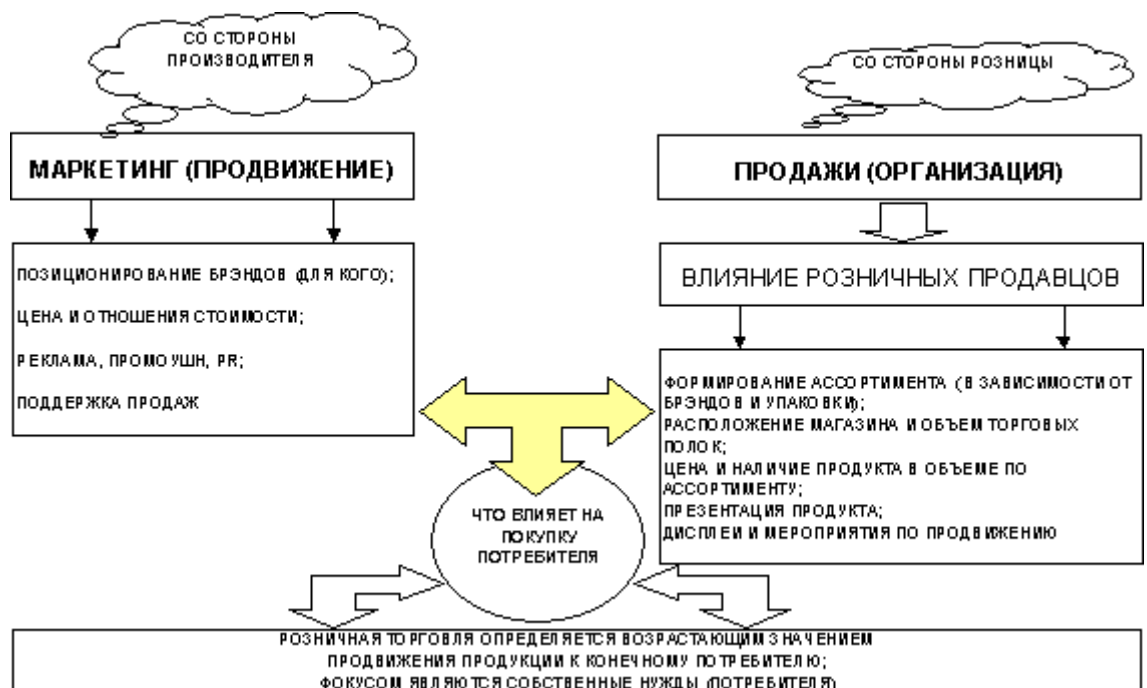 СО СТОРОНЫ
ПРОИЗВОДИТЕЛЯ
СО СТОРОНЫ РОЗНИЦЫ
МАРКЕТИНГ (ПРОДВИЖЕНИЕ)
ПРОДАЖИ (ОРГАНИЗАЦИЯ)
ПОЗИЦИОНИРОВАНИЕ БРЭНДОВ (ДЛЯ КОГО);
ЦЕНА И ОТНОШЕНИЯ СТОИМОСТИ;
РЕКЛАМА, ПРОМОУШН, PR;
ПОДДЕРЖКА ПРОДАЖ
ВЛИЯНИЕ РОЗНИЧНЫХ ПРОДАВЦОВ
ФОРМИРОВАНИЕ АССОРТИМЕНТА (В ЗАВИСИМОСТИ ОТ
БРЭНДОВ И УПАКОВКИ);
РАСПОЛОЖЕНИЕ МАГАЗИНА И ОБЪЕМ ТОРГОВЫХ
ПОЛОК;
ЦЕНА И НАЛИЧИЕ ПРОДУКТА В ОБЪЕМЕ ПО
АССОРТИМЕНТУ;
ПРЕЗЕНТАЦИЯ ПРОДУКТА;
ДИСПЛЕИ И МЕРОПРИЯТИЯ ПО ПРОДВИЖЕНИЮ
ЧТО ВЛИЯЕТ НА
ПОКУПКУ
ПОТРЕБИТЕЛЯ
РОЗНИЧНАЯ ТОРГОВЛЯ ОПРЕДЕЛЯЕТСЯ ВОЗРАСТАЮЩИМ ЗНАЧЕНИЕМ
ПРОДВИЖЕНИЯ ПРОДУКЦИИ К КОНЕЧНОМУ ПОТРЕБИТЕЛЮ;
ФОКУСОМ ЯВЛЯЮТСЯ СОБСТВЕННЫЕ НУЖДЫ (ПОТРЕБИТЕЛЯ)